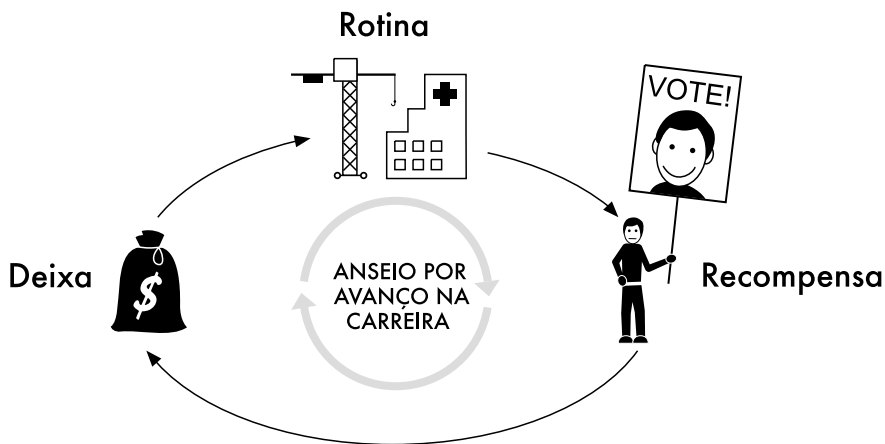 Rotina
VOTE!
Deixa
$
ANSEIO POR
AVANÇO NA
CARREIRA
Recompensa